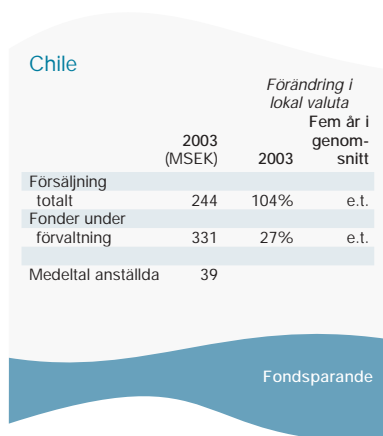 Chile
Förändring i
lokal valuta
Fem år i
2003 genom-
(MSEK) 2003 snitt
Försäljning
totalt 244 104% e.t.
Fonder under
förvaltning 331 27% e.t.
Medeltal anställda 39
Fondsparande